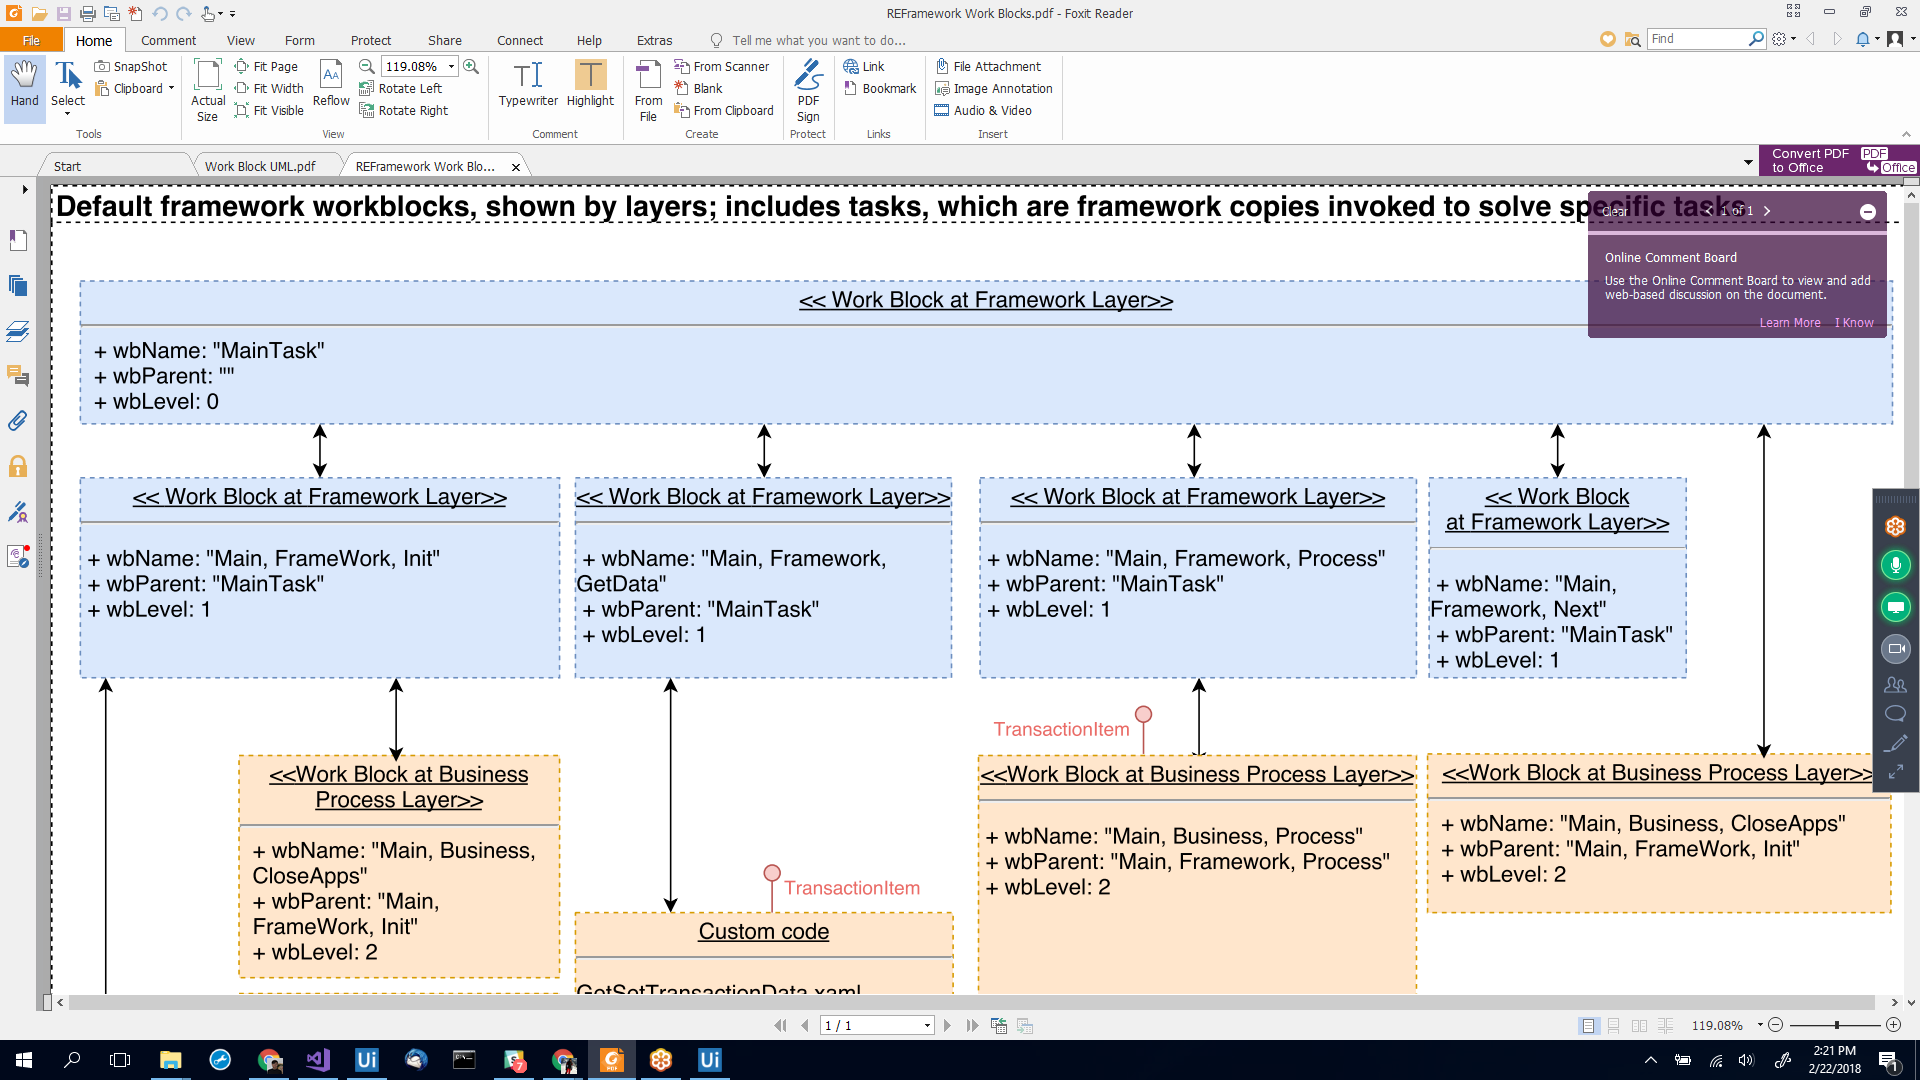 REFramework Work Blocks.pdf - Foxit Reader
File Home Comment View Form Protect Share Connect Help Extras Tell me what you want to do... Find
Hand
Select
SnapShot
Clipboard
Tools
Actual
Size
Fit Page
Fit Width
Fit Visible
Reflow
119.08%
Rotate Left
Rotate Right
View
Typewriter
Highlight
Comment
From
File
From Scanner
Blank
From Clipboard
Create
PDF
Sign
Protect
Link
Bookmark
Links
File Attachment
Image Annotation
Audio & Video
Insert
Start
Work Block UML.pdf
REFramework Work Blo...
Convert PDF
to Office
PDF
Office
Default framework workblocks, shown by layers; includes tasks, which are framework copies invoked to solve specific tasks.
Clear
1 of 1
Online Comment Board
Use the Online Comment Board to view and add
web-based discussion on the document.
Learn More I Know
<< Work Block at Framework Layer>>
+ wbName: "MainTask"
+ wbParent: ""
+ wbLevel: 0
<< Work Block at Framework Layer>>
+ wbName: "Main, FrameWork, Init"
+ wbParent: "MainTask"
+ wbLevel: 1
<< Work Block at Framework Layer>>
+ wbName: "Main, Framework,
GetData"
+ wbParent: "MainTask"
+ wbLevel: 1
<< Work Block at Framework Layer>>
+ wbName: "Main, Framework, Process"
+ wbParent: "MainTask"
+ wbLevel: 1
<< Work Block
at Framework Layer>>
+ wbName: "Main,
Framework, Next"
+ wbParent: "MainTask"
+ wbLevel: 1
<<Work Block at Business
Process Layer>>
+ wbName: "Main, Business,
CloseApps"
+ wbParent: "Main,
FrameWork, Init"
+ wbLevel: 2
TransactionItem
Custom code
GetSetTransactionData.xaml
TransactionItem
<<Work Block at Business Process Layer>>
+ wbName: "Main, Business, Process"
+ wbParent: "Main, Framework, Process"
+ wbLevel: 2
<<Work Block at Business Process Layer>>
+ wbName: "Main, Business, CloseApps"
+ wbParent: "Main, FrameWork, Init"
+ wbLevel: 2
1 / 1
119.08%
Ui
7
PDF
Ui
2:21 PM
2/22/2018
1